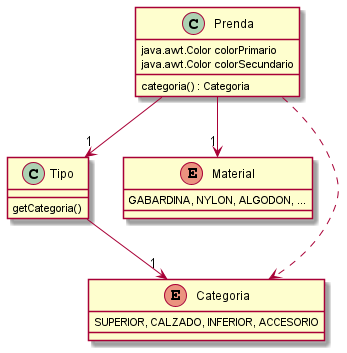 C Prenda
java.awt.Color colorPrimario
java.awt.Color colorSecundario
categoria() : Categoria
1
1
C Tipo
getCategoria()
E Material
GABARDINA, NYLON, ALGODON, ...
1
E Categoria
SUPERIOR, CALZADO, INFERIOR, ACCESORIO